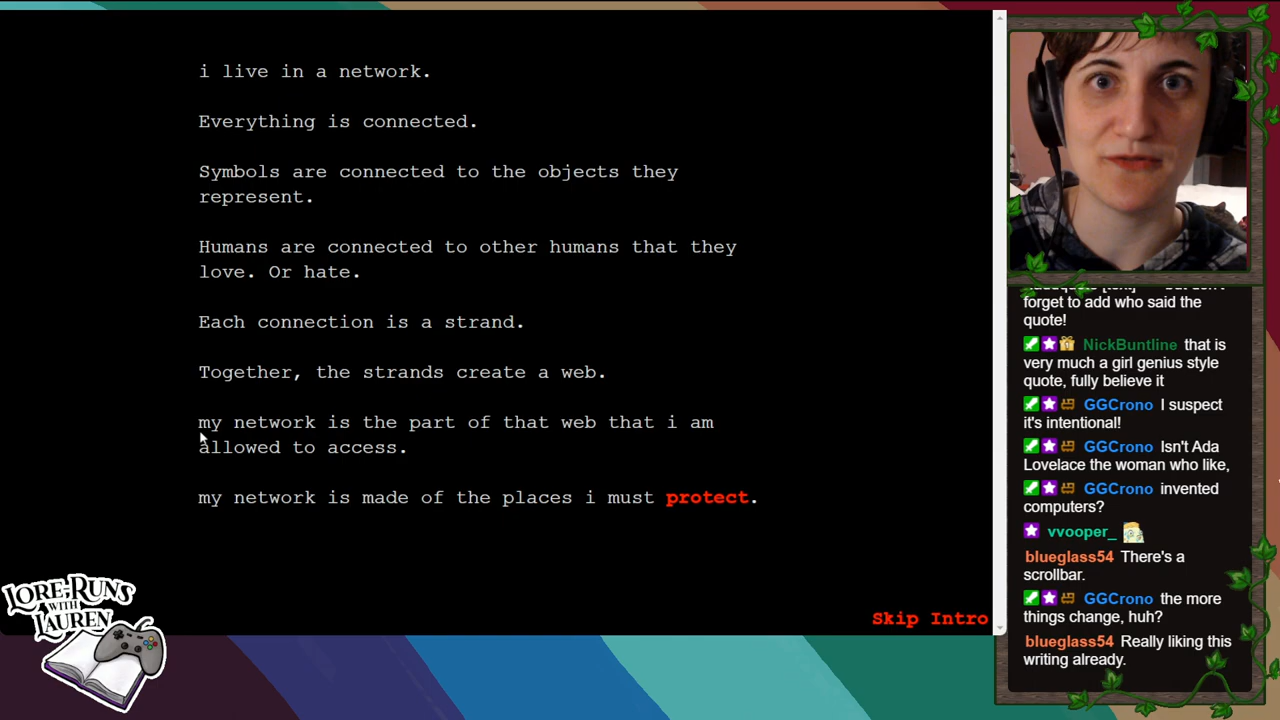 i live in a network.
Everything is connected.
Symbols are connected to the objects they
represent.
Humans are connected to other humans that they
love. Or hate.
Each connection is a strand.
Together, the strands create a web.
my network is the part of that web that i am
allowed to access.
my network is made of the places i must protect.
Skip Intro
LORE-RUNS
WITH
LAUREN
forget to add who said the
quote!
NickBuntline that is
very much a girl genius style
quote, fully believe it
GGCrono I suspect
it's intentional!
GGCrono Isn't Ada
Lovelace the woman who like,
GGCrono invented
computers?
vvooper_
blueglass54 There's a
scrollbar.
GGCrono the more
things change, huh?
blueglass54 Really liking this
writing already.